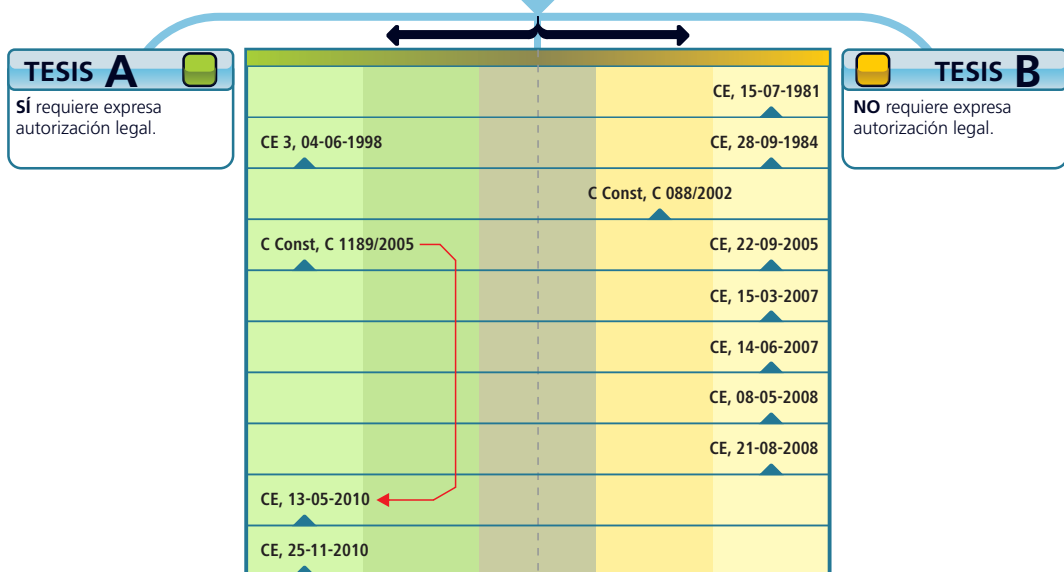 TESIS A
SÍ requiere expresa
autorización legal.
TESIS B
NO requiere expresa
autorización legal.
CE, 15-07-1981
CE 3, 04-06-1998
CE, 28-09-1984
C Const, C 088/2002
C Const, C 1189/2005
CE, 22-09-2005
CE, 15-03-2007
CE, 14-06-2007
CE, 08-05-2008
CE, 21-08-2008
CE, 13-05-2010
CE, 25-11-2010